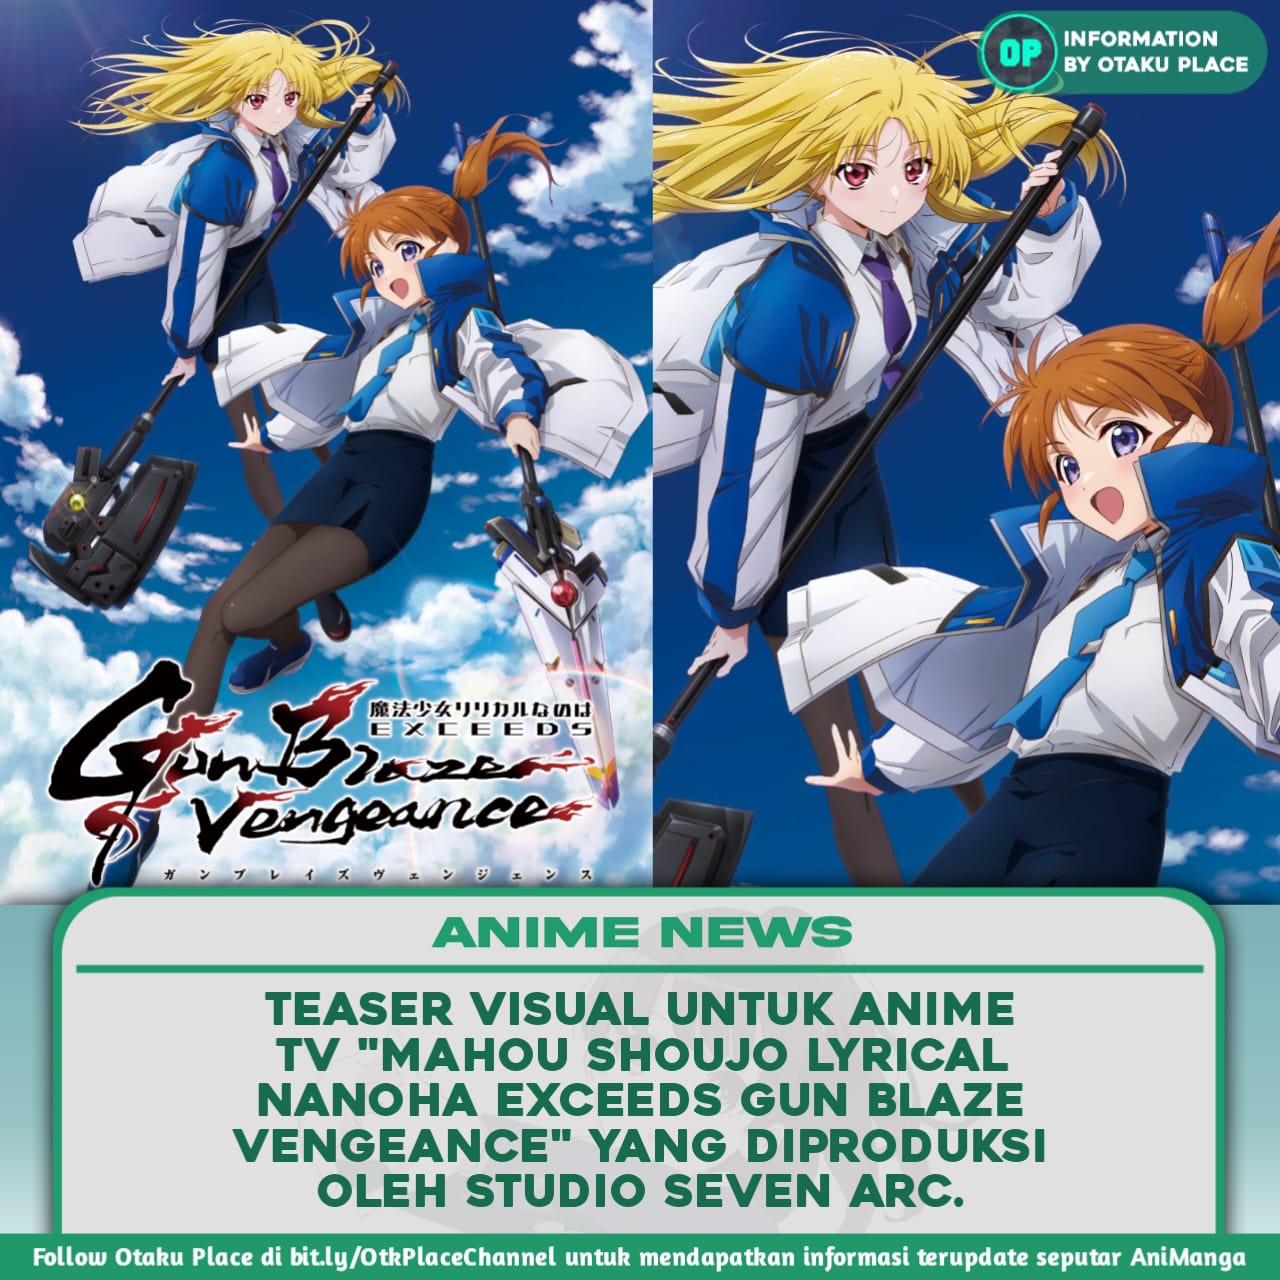 OP
INFORMATION
BY OTAKU PLACE
魔法少女リリカルなのは
EXCEEDS
Gun Blaze
Vengeance
ガンブレイズヴェンジェンス
ANIME NEWS
TEASER VISUAL UNTUK ANIME
TV "MAHOU SHOUJO LYRICAL
NANOHA EXCEEDS GUN BLAZE
VENGEANCE" YANG DIPRODUKSI
OLEH STUDIO SEVEN ARC.
Follow Otaku Place di bit.ly/OtkPlaceChannel untuk mendapatkan informasi terupdate seputar AniManga